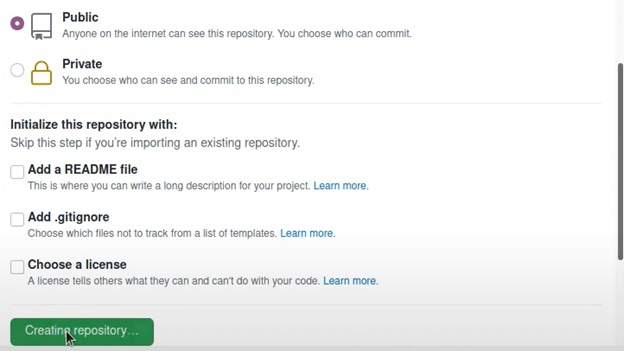 Public
Anyone on the internet can see this repository. You choose who can commit.
Private
You choose who can see and commit to this repository.
Initialize this repository with:
Skip this step if you're importing an existing repository.
Add a README file
This is where you can write a long description for your project. Learn more.
Add .gitignore
Choose which files not to track from a list of templates. Learn more.
Choose a license
A license tells others what they can and can't do with your code. Learn more.
Creating repository…